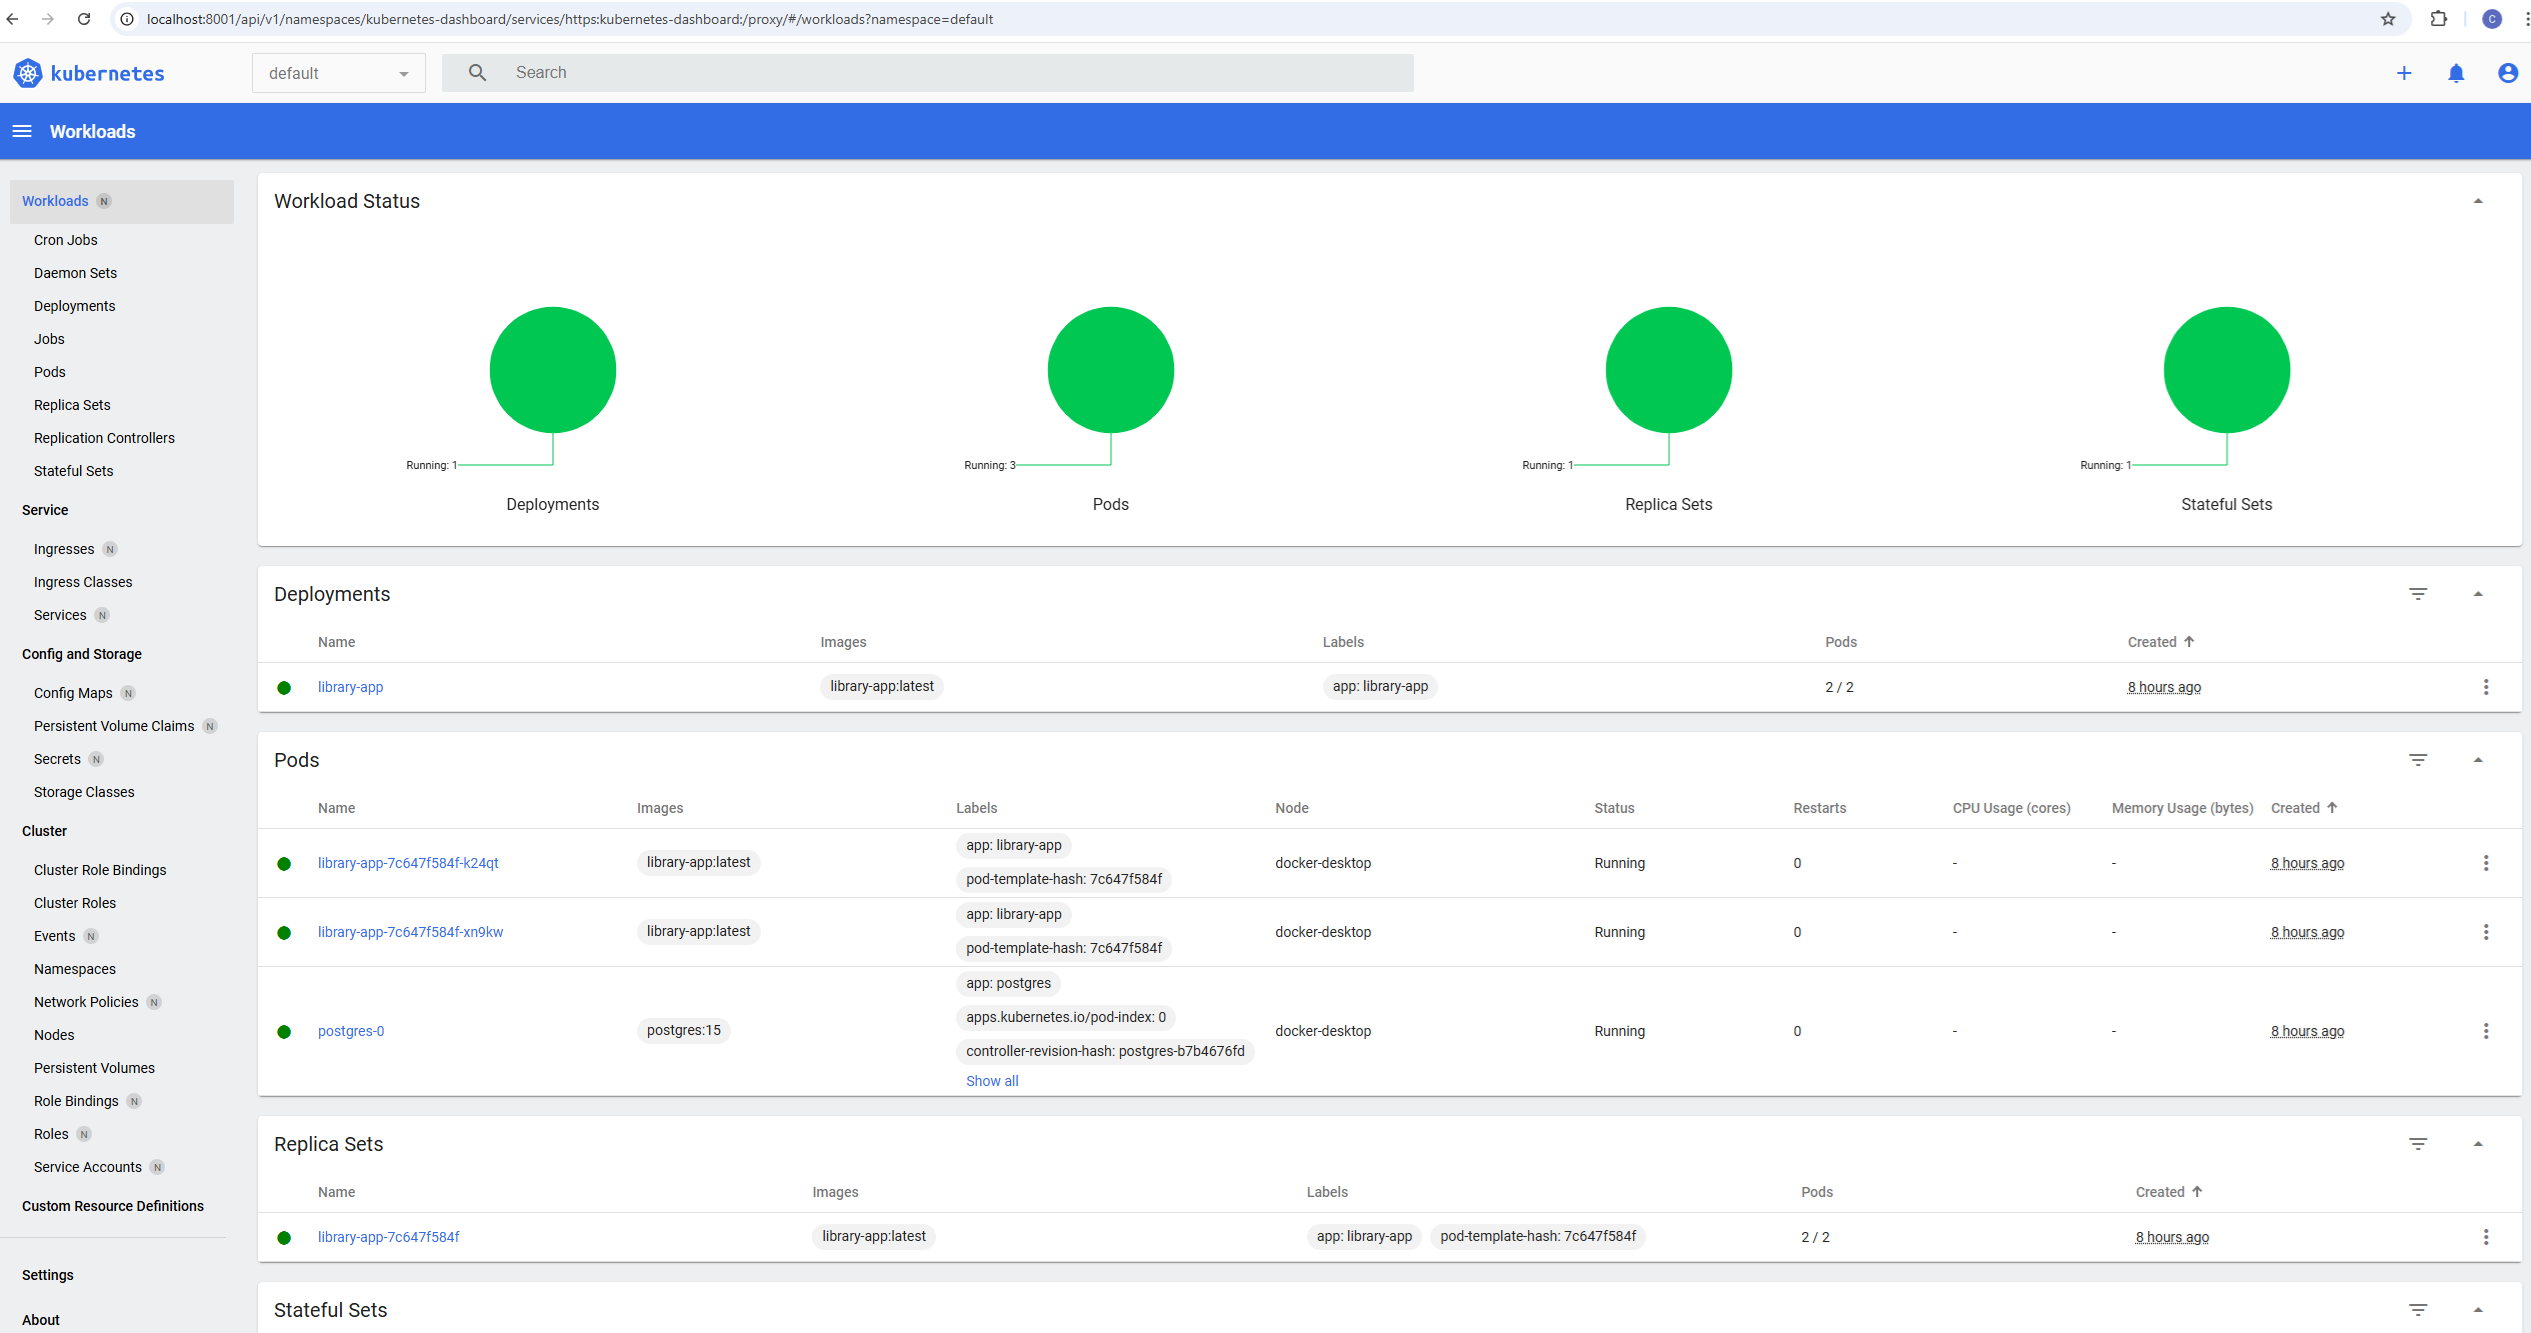 localhost:8001/api/v1/namespaces/kubernetes-dashboard/services/https:kubernetes-dashboard:/proxy/#/workloads?namespace=default
C
kubernetes
default
Search
Workloads
Workloads N
Cron Jobs
Daemon Sets
Deployments
Jobs
Pods
Replica Sets
Replication Controllers
Stateful Sets
Service
Ingresses N
Ingress Classes
Services N
Config and Storage
Config Maps N
Persistent Volume Claims N
Secrets N
Storage Classes
Cluster
Cluster Role Bindings
Cluster Roles
Events N
Namespaces
Network Policies N
Nodes
Persistent Volumes
Role Bindings N
Roles N
Service Accounts N
Custom Resource Definitions
Settings
About
Workload Status
Running: 1
Running: 3
Running: 1
Running: 1
Deployments
Pods
Replica Sets
Stateful Sets
Deployments
Name Images Labels Pods Created
library-app library-app:latest app: library-app 2 / 2 8 hours ago
Pods
Name Images Labels Node Status Restarts CPU Usage (cores) Memory Usage (bytes) Created
app: library-app
library-app-7c647f584f-k24qt library-app:latest docker-desktop Running 0 - - 8 hours ago
pod-template-hash: 7c647f584f
app: library-app
library-app-7c647f584f-xn9kw library-app:latest docker-desktop Running 0 - - 8 hours ago
pod-template-hash: 7c647f584f
app: postgres
apps.kubernetes.io/pod-index: 0
postgres-0 postgres:15 docker-desktop Running 0 - - 8 hours ago
controller-revision-hash: postgres-b7b4676fd
Show all
Replica Sets
Name Images Labels Pods Created
library-app-7c647f584f library-app:latest app: library-app pod-template-hash: 7c647f584f 2 / 2 8 hours ago
Stateful Sets